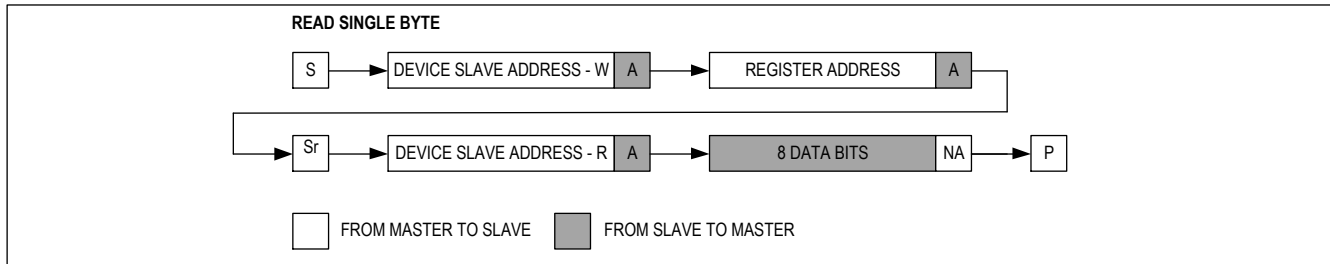 READ SINGLE BYTE
S DEVICE SLAVE ADDRESS - W A REGISTER ADDRESS A
Sr DEVICE SLAVE ADDRESS - R A 8 DATA BITS NA P
FROM MASTER TO SLAVE FROM SLAVE TO MASTER